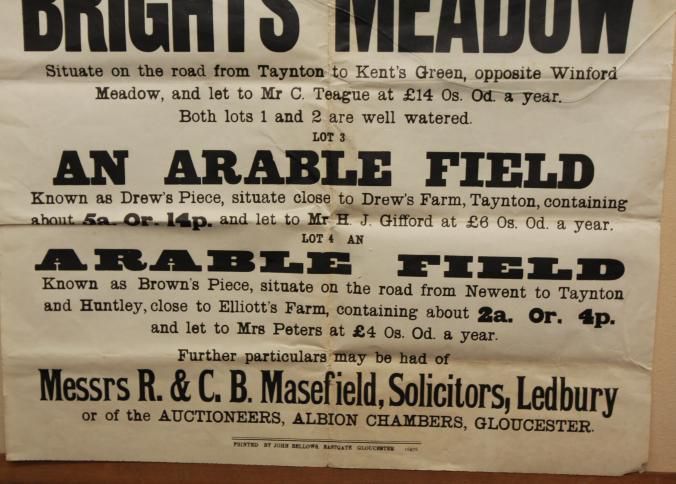 BRIGHTS MEADOW
Situate on the road from Taynton to Kent's Green, opposite Winford
Meadow, and let to Mr C. Teague at £14 0s. 0d. a year.
Both lots 1 and 2 are well watered.
LOT 3
AN ARABLE FIELD
Known as Drew's Piece, situate close to Drew's Farm, Taynton, containing
about 5a. 0r. 14p. and let to Mr H. J. Gifford at £6 0s. 0d. a year.
LOT 4 AN
ARABLE FIELD
Known as Brown's Piece, situate on the road from Newent to Taynton
and Huntley, close to Elliott's Farm, containing about 2a. 0r. 4p.
and let to Mrs Peters at £4 0s. 0d. a year.
Further particulars may be had of
Messrs R. & C. B. Masefield, Solicitors, Ledbury
or of the AUCTIONEERS, ALBION CHAMBERS, GLOUCESTER.
PRINTED BY JOHN BELLOWS, EASTGATE GLOUCESTER